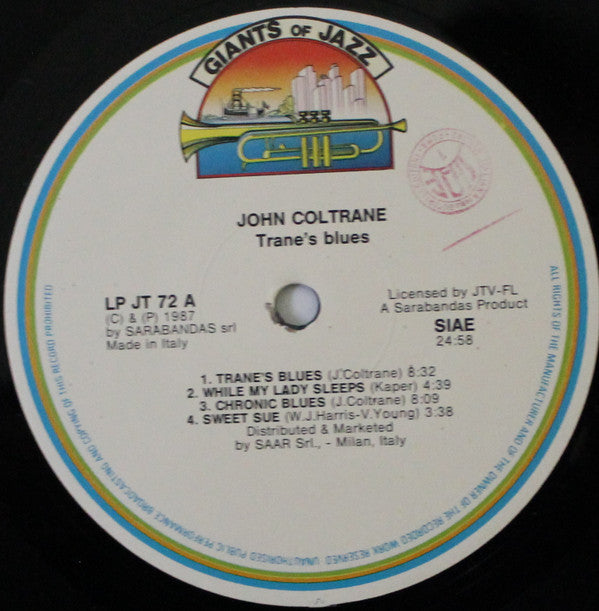 GIANTS OF JAZZ
JOHN COLTRANE
Trane's blues
LP JT 72 A
(C) & (P) 1987
by SARABANDAS srl
Made in Italy
Licensed by JTV-FL
A Sarabandas Product
SIAE
24:58
1. TRANE'S BLUES (J.Coltrane) 8:32
2. WHILE MY LADY SLEEPS (Kaper) 4:39
3. CHRONIC BLUES (J.Coltrane) 8:09
4. SWEET SUE (W.J.Harris-V.Young) 3:38
Distributed & Marketed
by SAAR Srl., - Milan, Italy
ALL RIGHTS OF THE MANUFACTURER AND OF THE OWNER OF THE RECORDED WORK RESERVED. UNAUTHORISED PUBLIC PERFORMANCE BROADCASTING AND COPYING OF THIS RECORD PROHIBITED